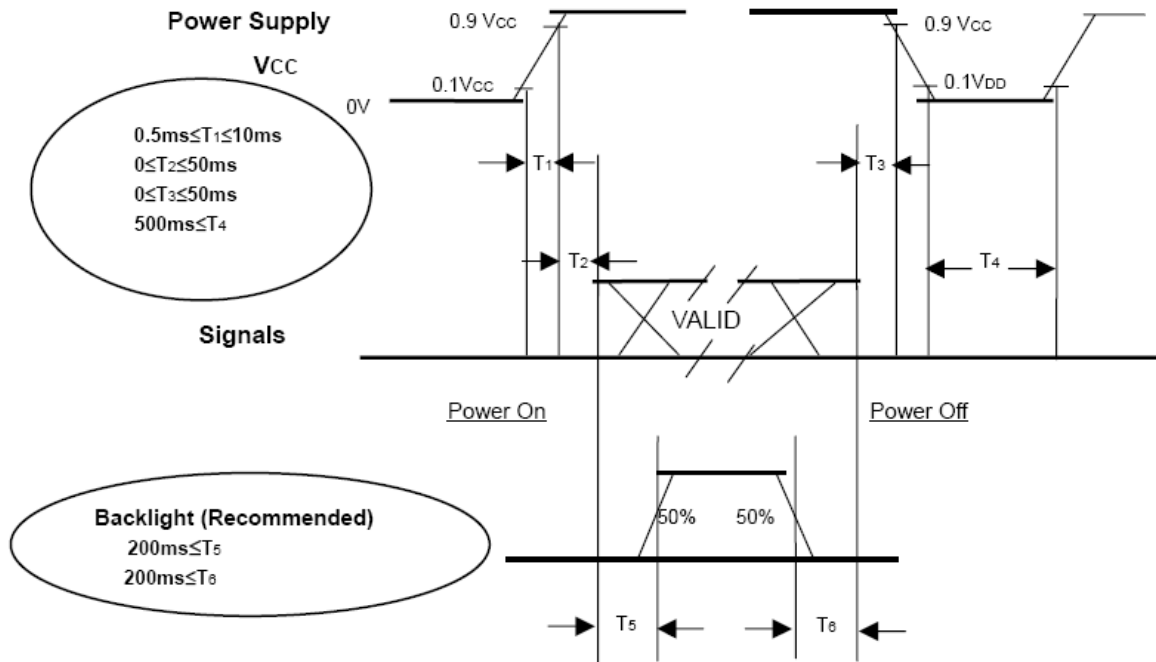 Power Supply
VCC
0.9 VCC
0.1VCC
0V
0.9 VCC
0.1VDD
0.5ms≤T1≤10ms
0≤T2≤50ms
0≤T3≤50ms
500ms≤T4
T1
T3
T2
T4
VALID
Signals
Power On
Power Off
Backlight (Recommended)
200ms≤T5
200ms≤T6
50%
50%
T5
T6